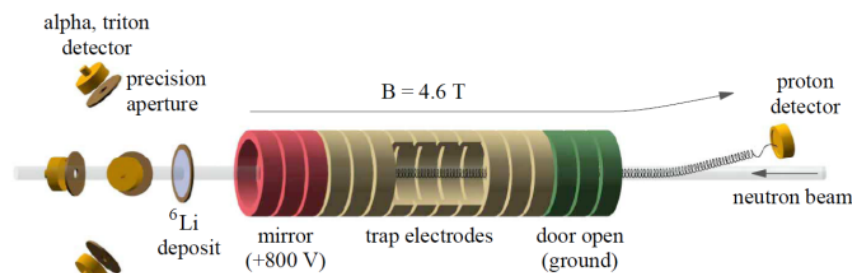 alpha, triton
detector
precision
aperture
B = 4.6 T
proton
detector
neutron beam
⁶Li
deposit
mirror
(+800 V)
trap electrodes
door open
(ground)